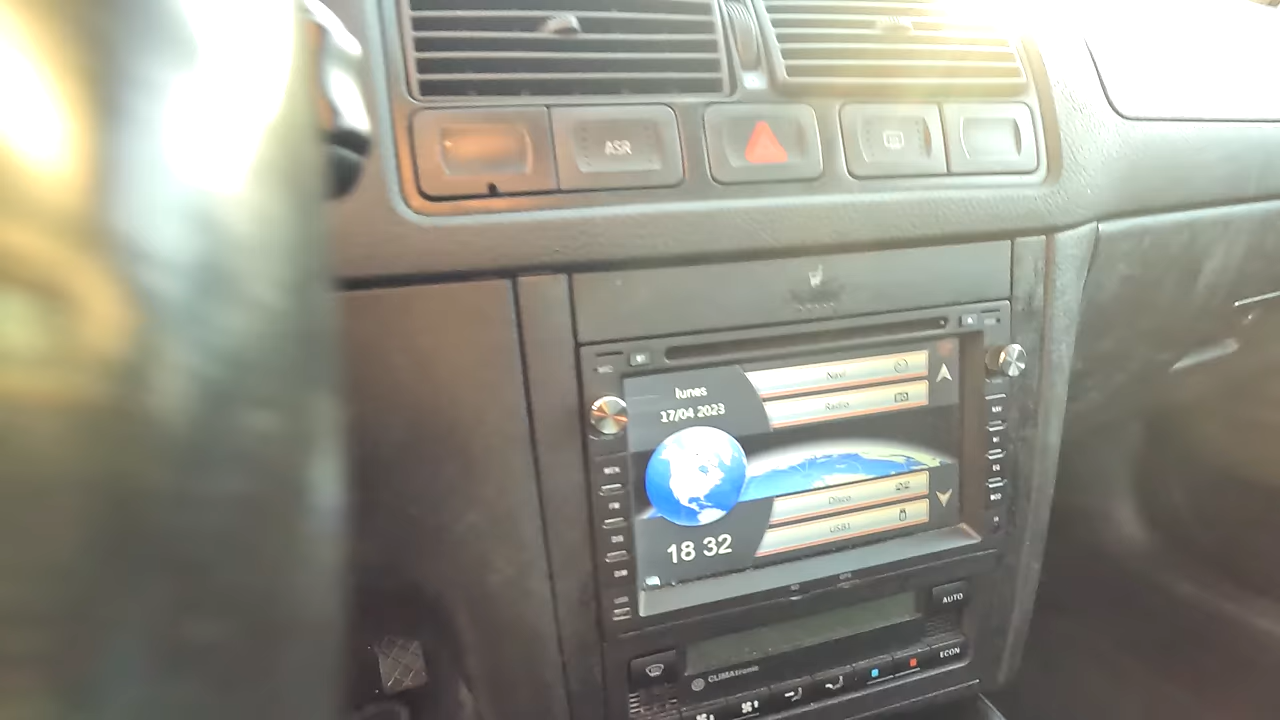 ASR
lunes
17/04 2023
Navi
Radio
Disco
USB1
18 32
AUTO
CLIMAtronic
ECON